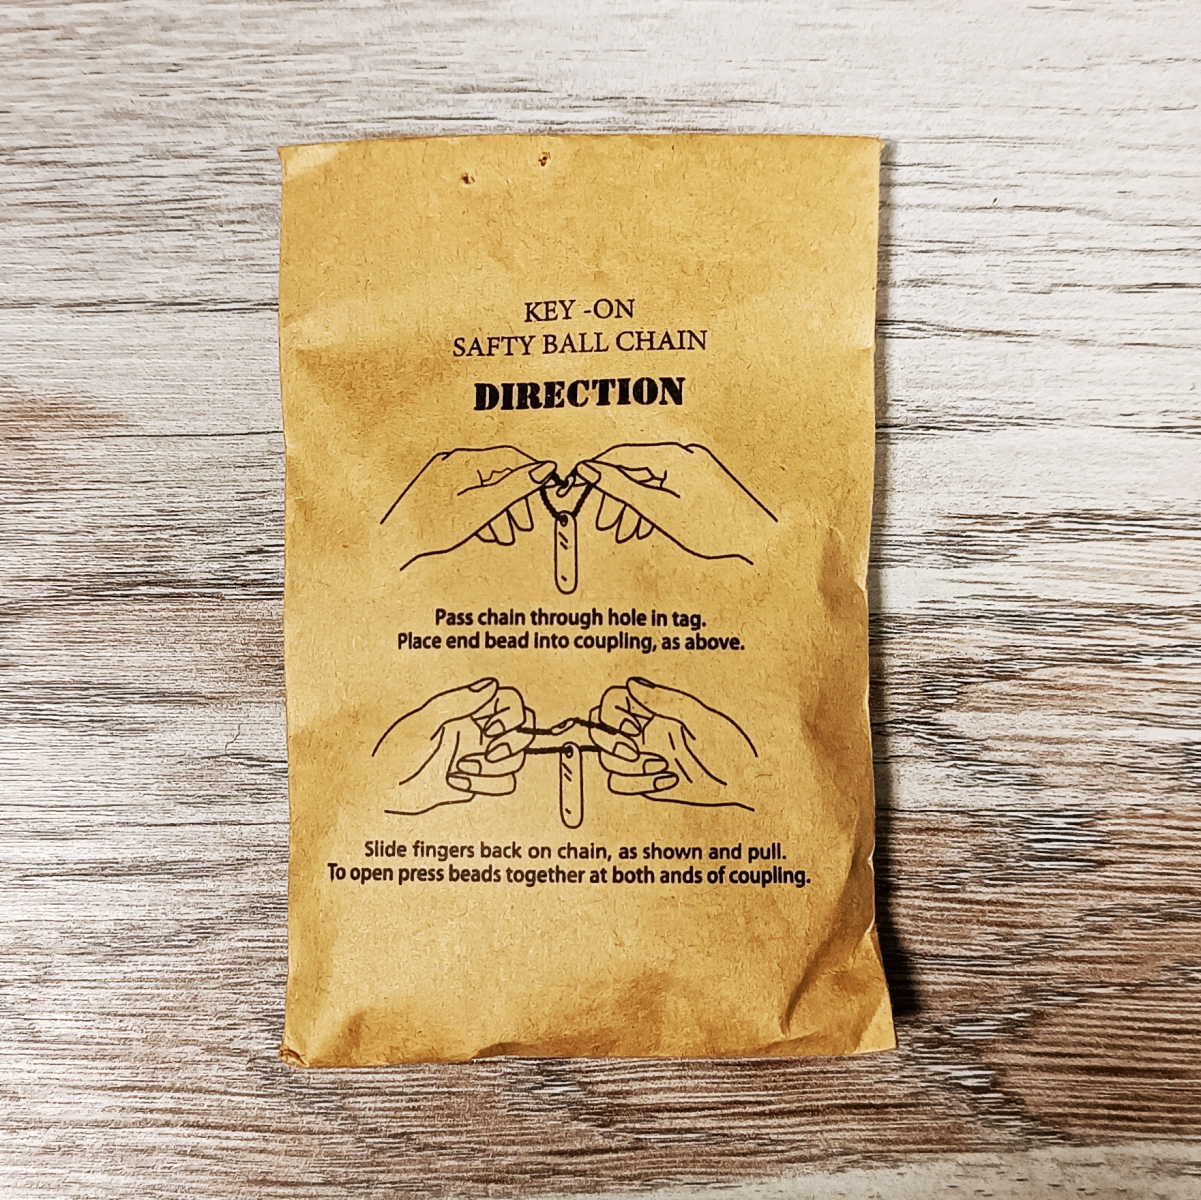 KEY -ON
SAFTY BALL CHAIN
DIRECTION
Pass chain through hole in tag.
Place end bead into coupling, as above.
Slide fingers back on chain, as shown and pull.
To open press beads together at both ands of coupling.